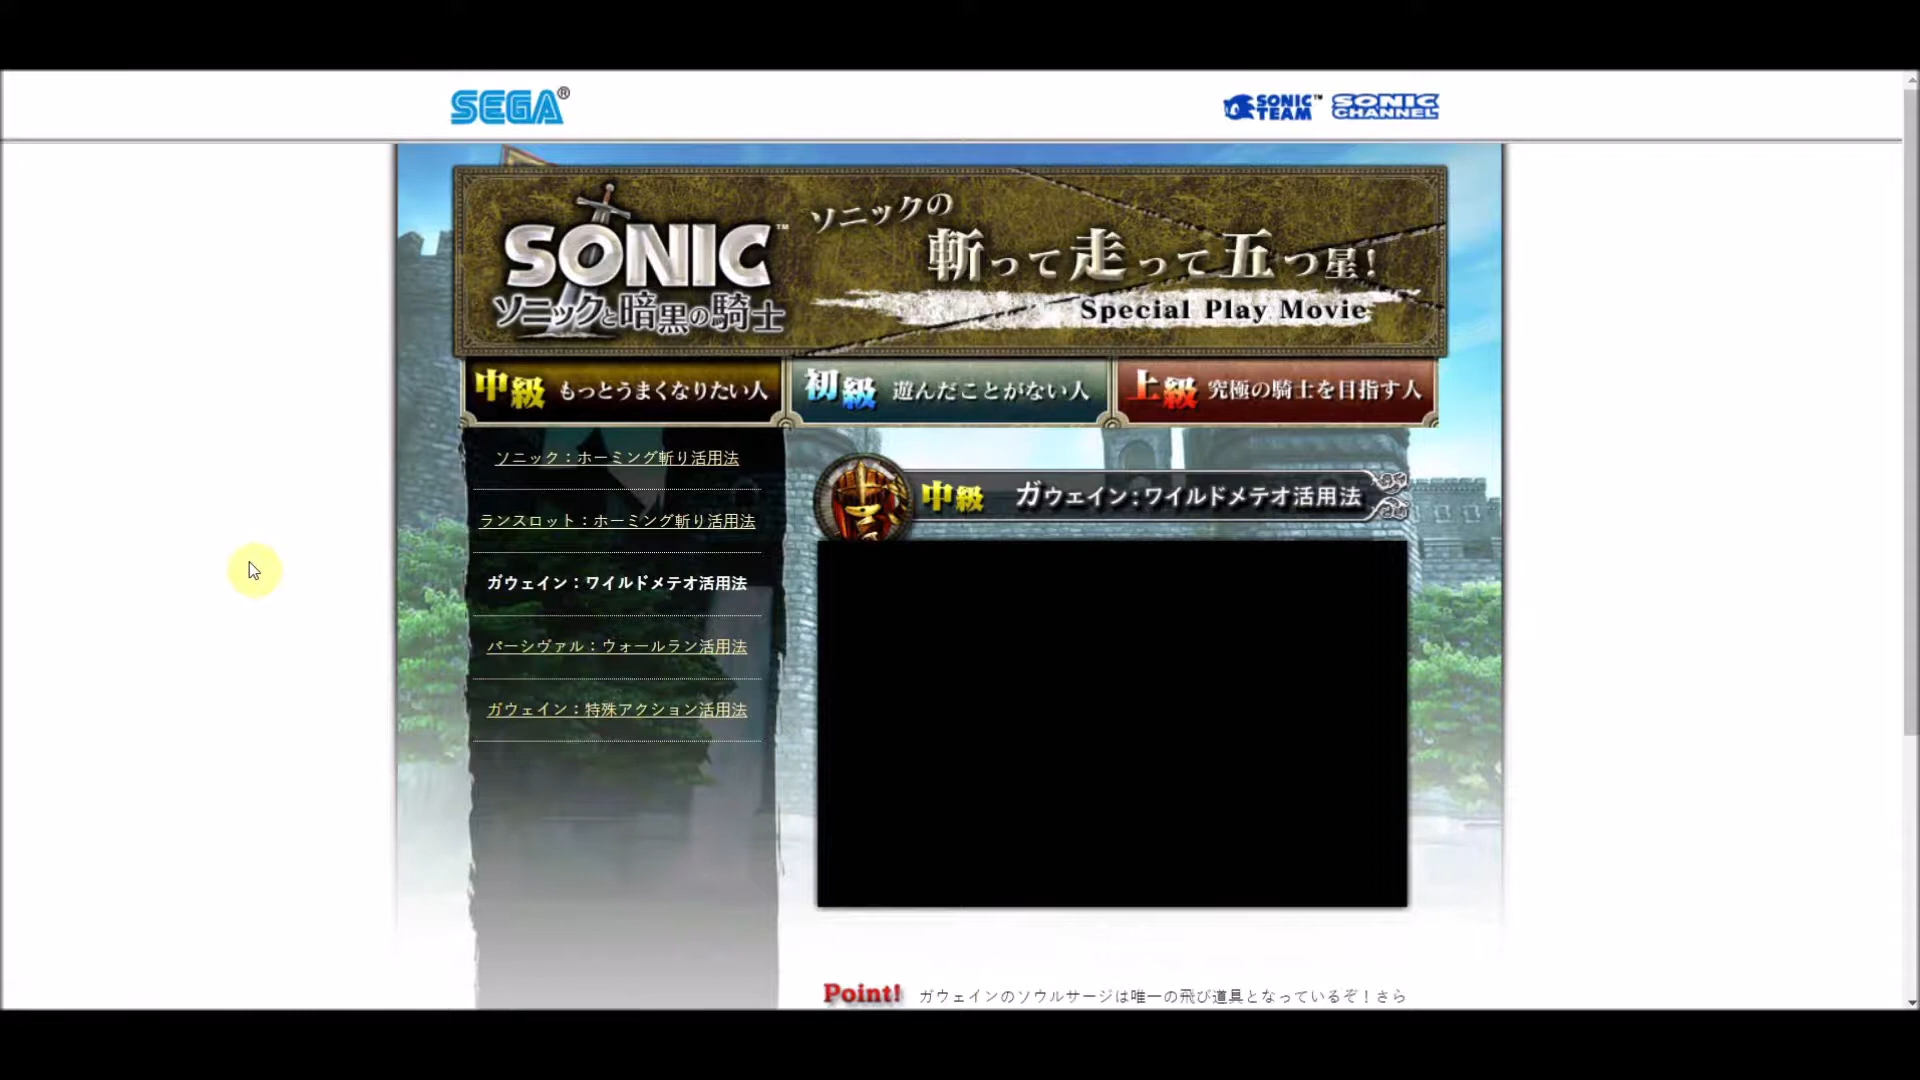 SEGA®
SONIC TEAM™
SONIC CHANNEL
SONIC™
ソニックと暗黒の騎士
ソニックの
斬って走って五つ星!
Special Play Movie
中級 もっとうまくなりたい人
初級 遊んだことがない人
上級 究極の騎士を目指す人
ソニック：ホーミング斬り活用法
ランスロット：ホーミング斬り活用法
ガウェイン：ワイルドメテオ活用法
パーシヴァル：ウォールラン活用法
ガウェイン：特殊アクション活用法
中級 ガウェイン：ワイルドメテオ活用法
Point! ガウェインのソウルサージは唯一の飛び道具となっているぞ！さら